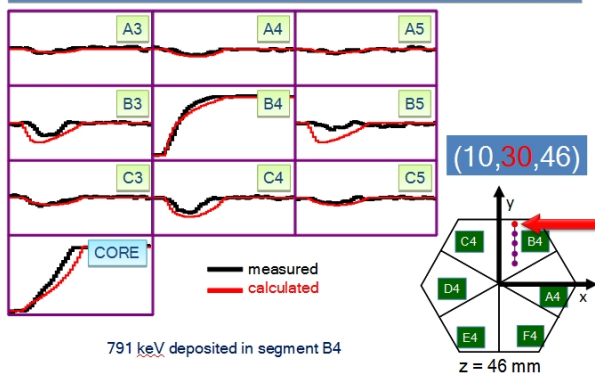 A3 A4 A5
B3 B4 B5
C3 C4 C5
CORE
measured
calculated
791 keV deposited in segment B4
(10,30,46)
y
C4 B4
D4 A4 x
E4 F4
z = 46 mm